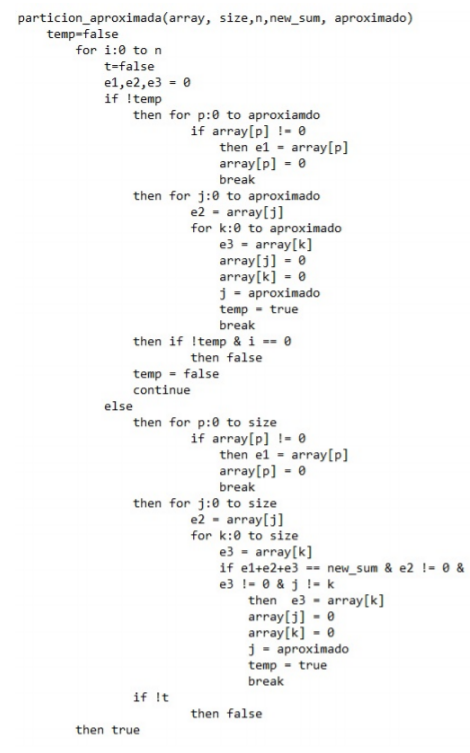 particion_aproximada(array, size,n,new_sum, aproximado)
temp=false
for i:0 to n
t=false
e1,e2,e3 = 0
if !temp
then for p:0 to aproxiamdo
if array[p] != 0
then e1 = array[p]
array[p] = 0
break
then for j:0 to aproximado
e2 = array[j]
for k:0 to aproximado
e3 = array[k]
array[j] = 0
array[k] = 0
j = aproximado
temp = true
break
then if !temp & i == 0
then false
temp = false
continue
else
then for p:0 to size
if array[p] != 0
then e1 = array[p]
array[p] = 0
break
then for j:0 to size
e2 = array[j]
for k:0 to size
e3 = array[k]
if e1+e2+e3 == new_sum & e2 != 0 &
e3 != 0 & j != k
then e3 = array[k]
array[j] = 0
array[k] = 0
j = aproximado
temp = true
break
if !t
then false
then true